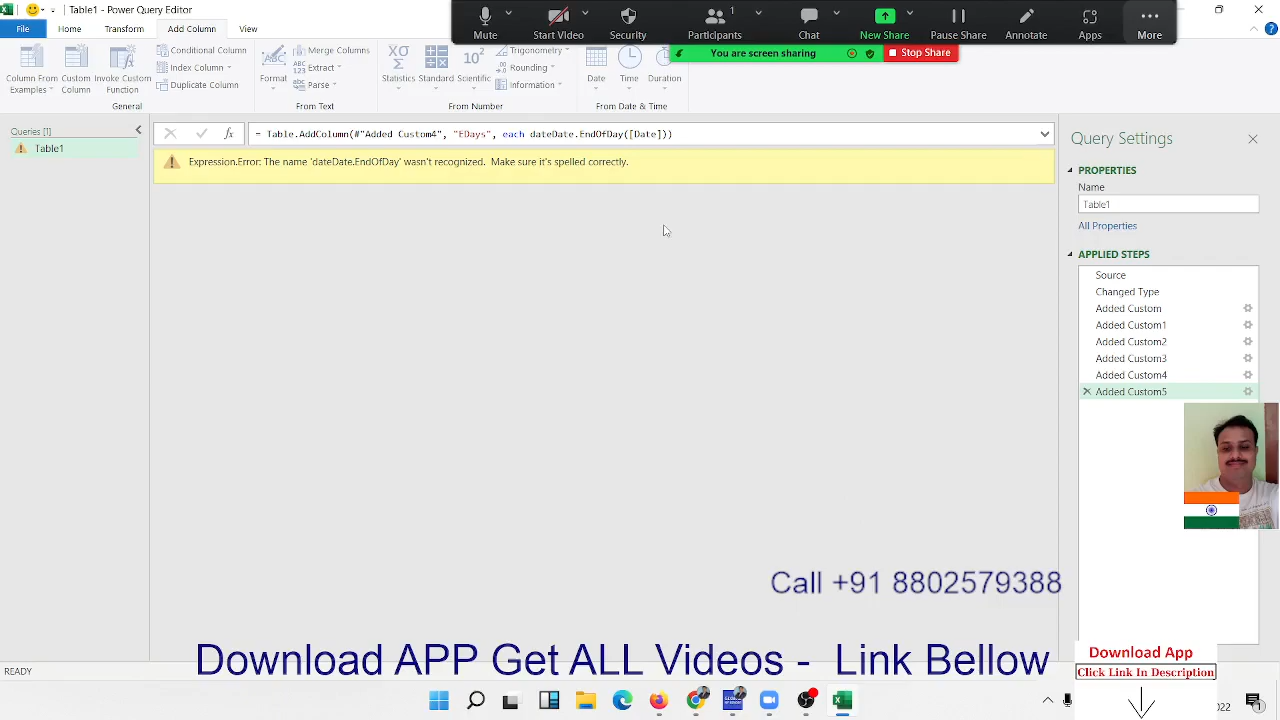 Table1 - Power Query Editor
File
Home
Transform
Add Column
View
Mute
Start Video
Security
Participants
1
Chat
New Share
Pause Share
Annotate
Apps
More
You are screen sharing
Stop Share
Column From
Examples
Custom
Column
Invoke Custom
Function
Conditional Column
Index Column
Duplicate Column
General
Format
Merge Columns
Extract
Parse
From Text
Statistics
Standard
Scientific
Trigonometry
Rounding
Information
From Number
Date
Time
Duration
From Date & Time
Queries [1]
Table1
= Table.AddColumn(#"Added Custom4", "EDays", each dateDate.EndOfDay([Date]))
Expression.Error: The name 'dateDate.EndOfDay' wasn't recognized. Make sure it's spelled correctly.
Query Settings
PROPERTIES
Name
Table1
All Properties
APPLIED STEPS
Source
Changed Type
Added Custom
Added Custom1
Added Custom2
Added Custom3
Added Custom4
Added Custom5
Call +91 8802579388
Download APP Get ALL Videos - Link Bellow
Download App
Click Link In Description
READY